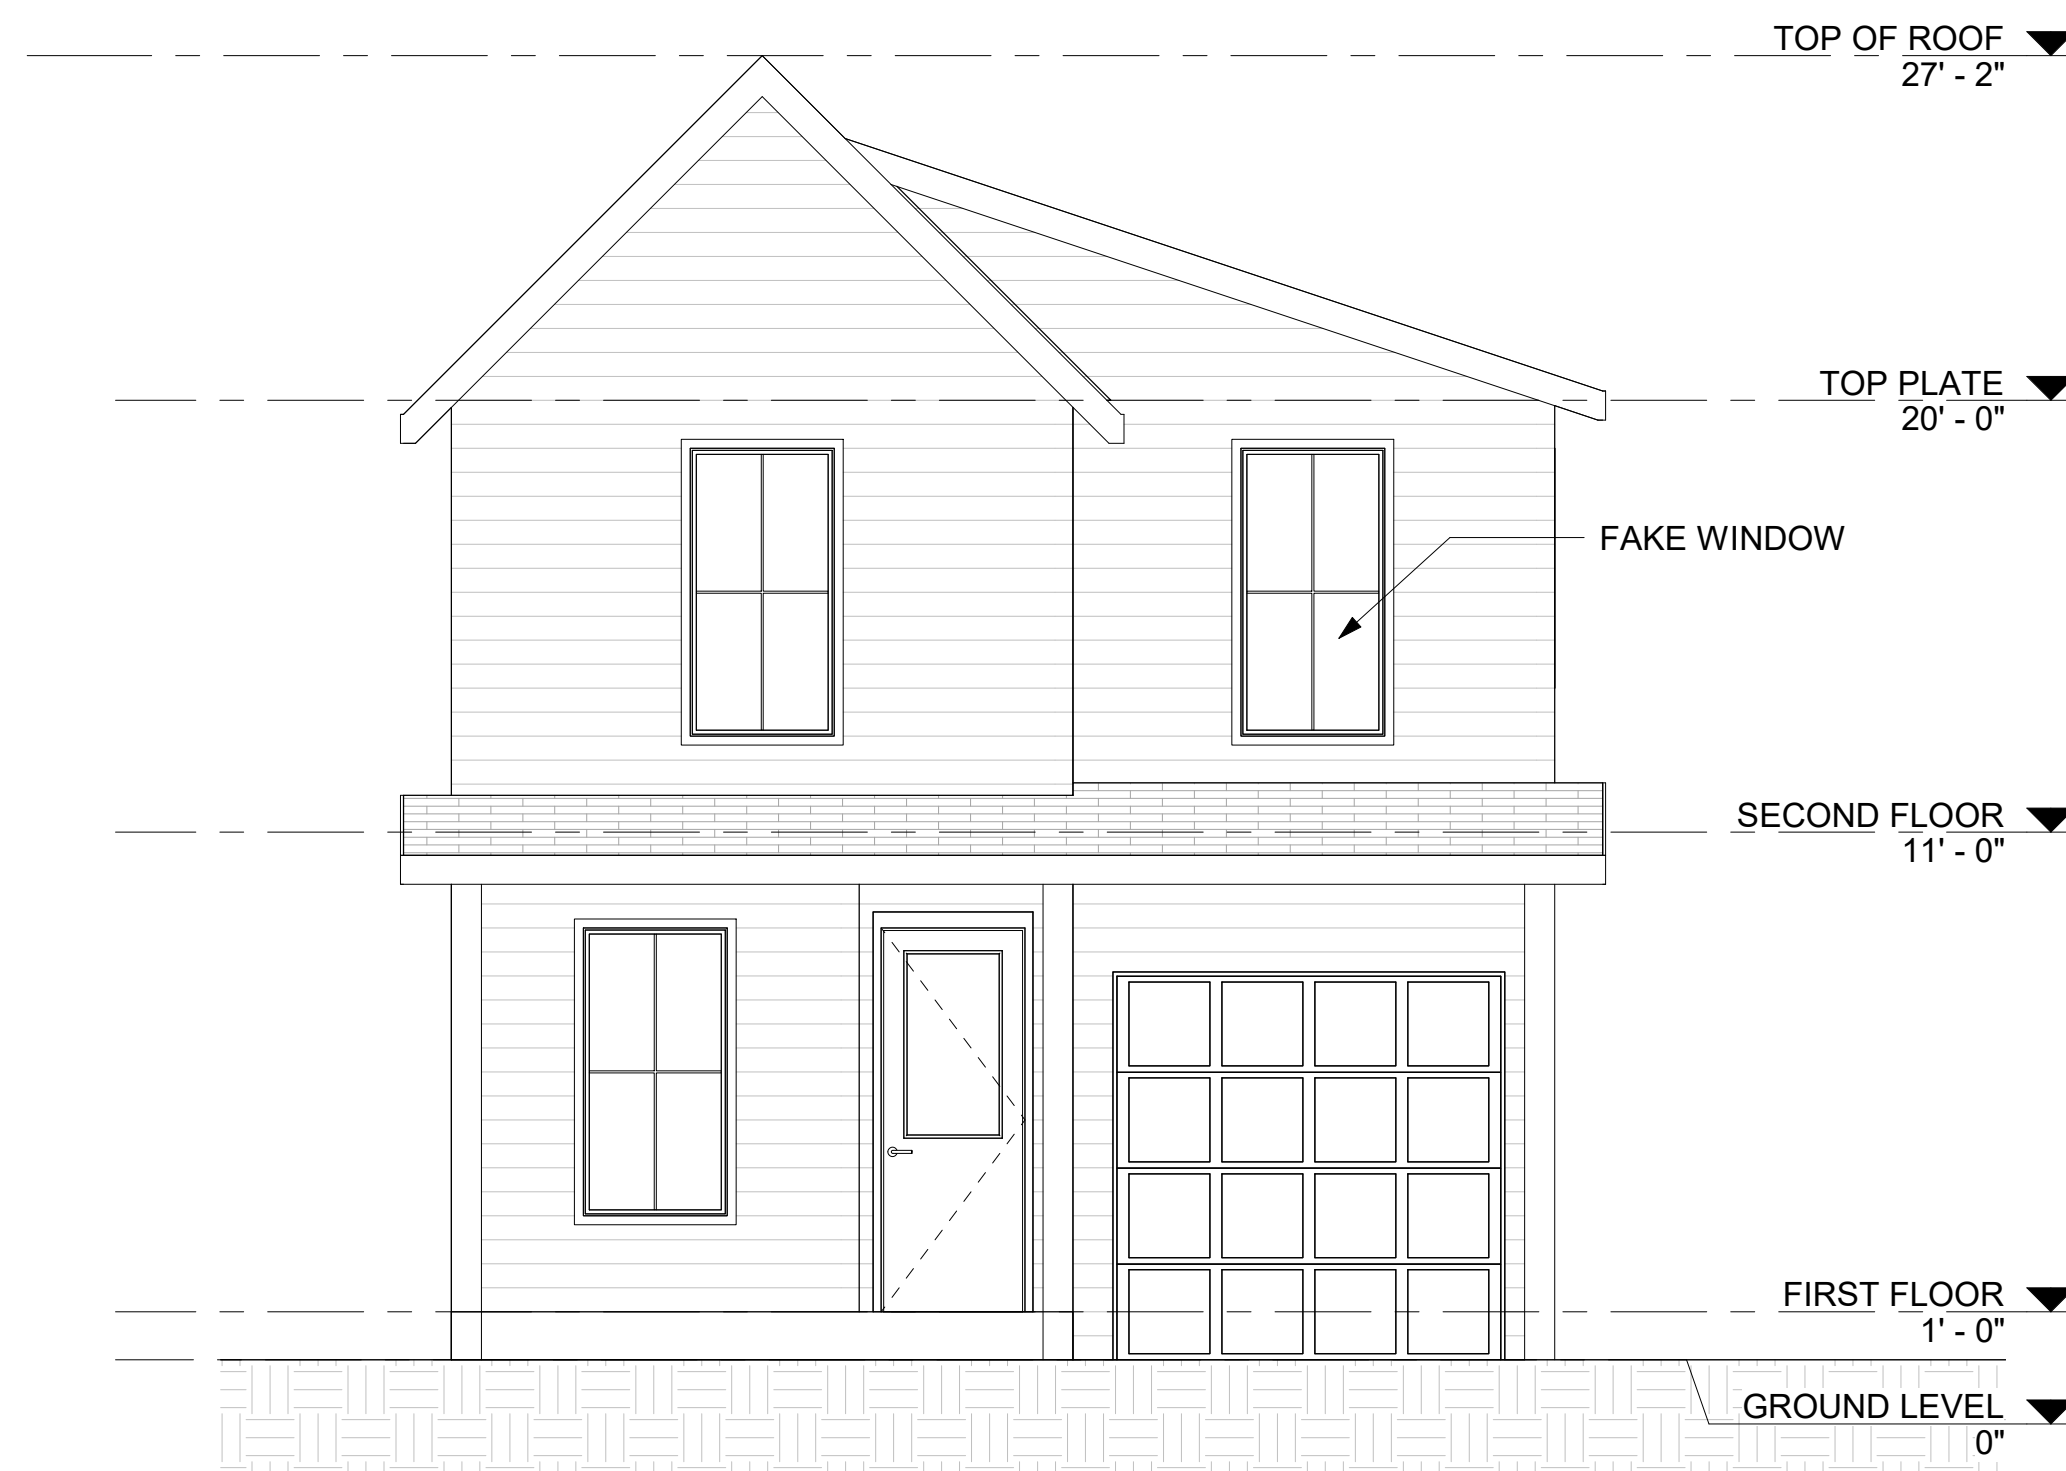 TOP OF ROOF
27' - 2"
TOP PLATE
20' - 0"
FAKE WINDOW
SECOND FLOOR
11' - 0"
FIRST FLOOR
1' - 0"
GROUND LEVEL
0"